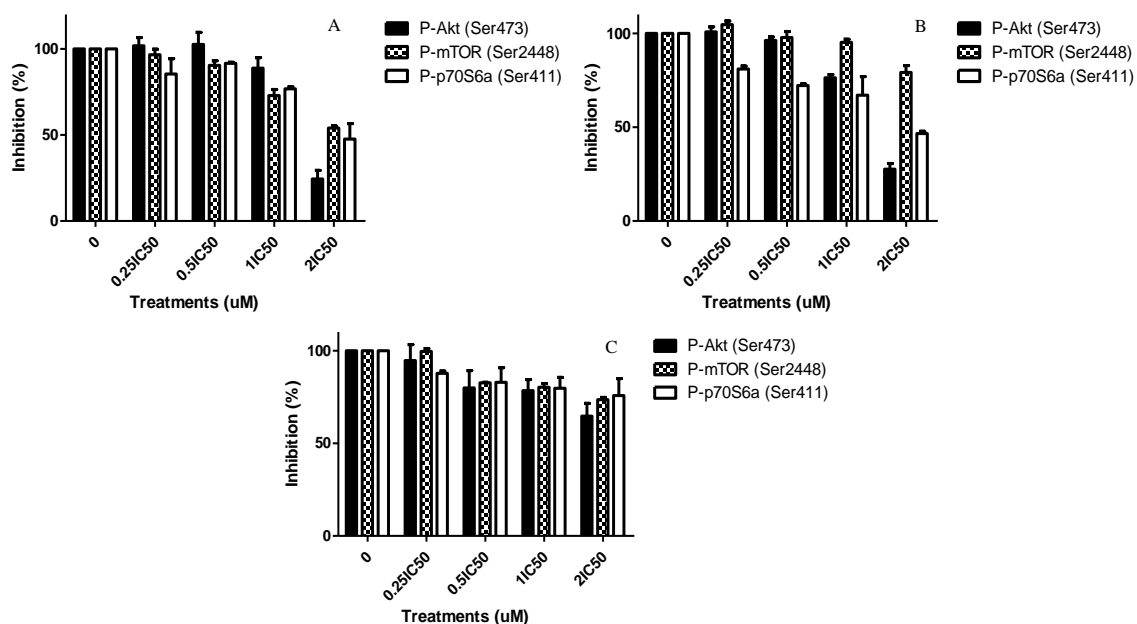 A
P-Akt (Ser473)
P-mTOR (Ser2448)
P-p70S6a (Ser411)
Inhibition (%)
100
50
0
0
0.25IC50
0.5IC50
1IC50
2IC50
Treatments (uM)
B
P-Akt (Ser473)
P-mTOR (Ser2448)
P-p70S6a (Ser411)
Inhibition (%)
100
50
0
0
0.25IC50
0.5IC50
1IC50
2IC50
Treatments (uM)
C
P-Akt (Ser473)
P-mTOR (Ser2448)
P-p70S6a (Ser411)
Inhibition (%)
100
50
0
0
0.25IC50
0.5IC50
1IC50
2IC50
Treatments (uM)